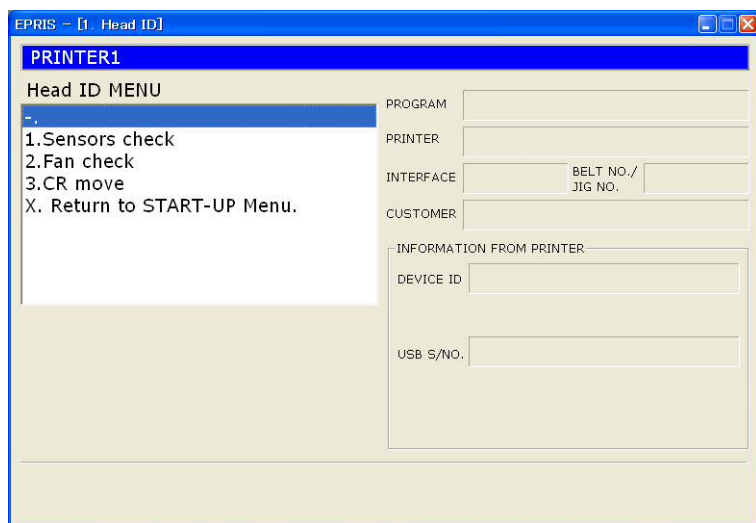 EPRIS - [1. Head ID]
PRINTER1
Head ID MENU
-.
1.Sensors check
2.Fan check
3.CR move
X. Return to START-UP Menu.
PROGRAM
PRINTER
INTERFACE
BELT NO./
JIG NO.
CUSTOMER
INFORMATION FROM PRINTER
DEVICE ID
USB S/NO.